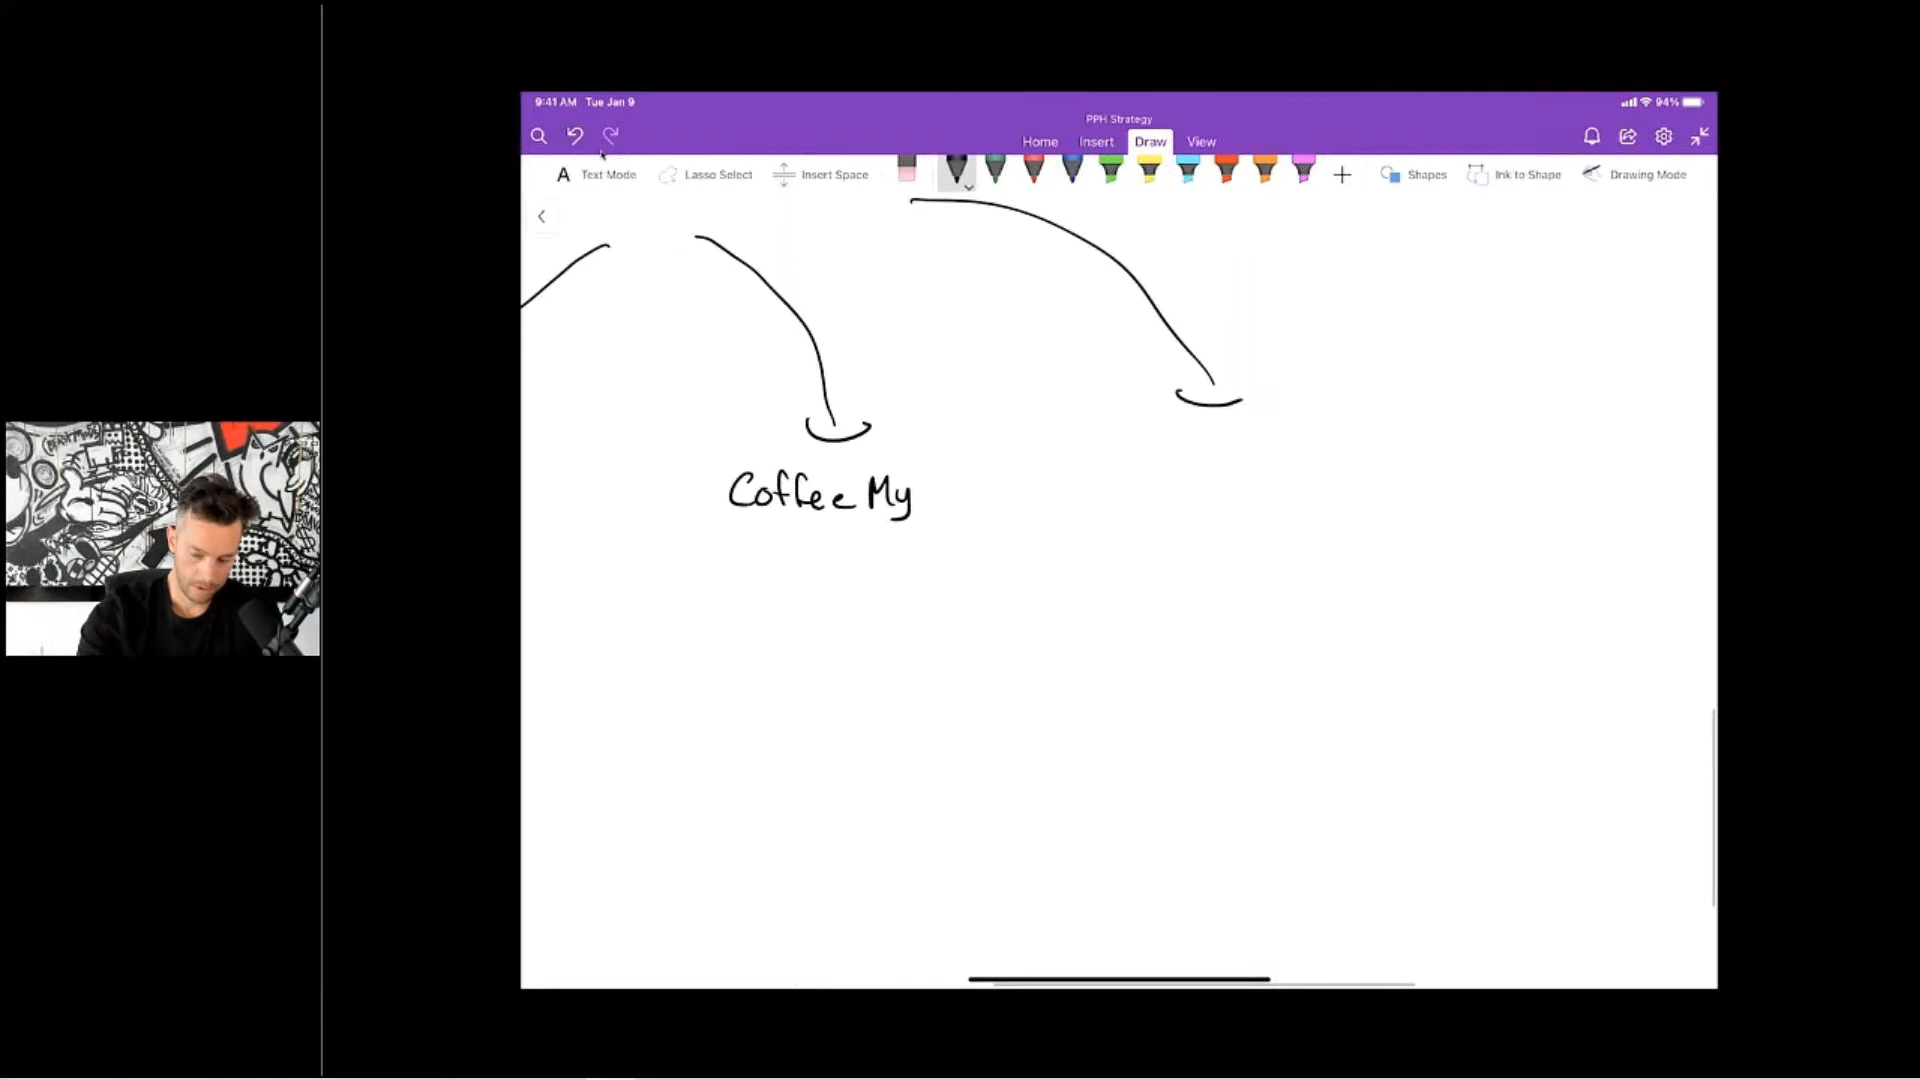 9:41 AM Tue Jan 9
94%
PPH Strategy
Home Insert Draw View
A Text Mode Lasso Select Insert Space Shapes Ink to Shape Drawing Mode
Coffee My